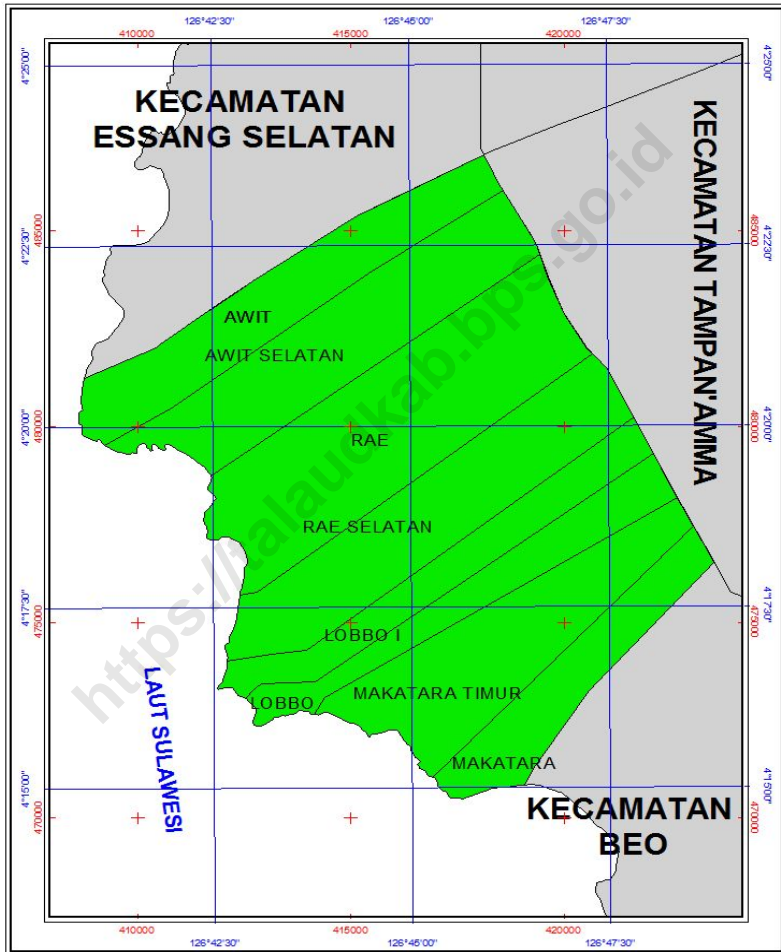 126°42'30" 126°45'00" 126°47'30"
410000 415000 420000
4°25'00" 4°25'00"
KECAMATAN
ESSANG SELATAN
KECAMATAN TAMPAN'AMMA
485000 485000
4°22'30" 4°22'30"
AWIT
AWIT SELATAN
4°20'00" 4°20'00"
480000 480000
RAE
RAE SELATAN
4°17'30" 4°17'30"
475000 475000
LOBBO I
LOBBO
MAKATARA TIMUR
MAKATARA
LAUT SULAWESI
4°15'00" 4°15'00"
470000 470000
KECAMATAN
BEO
410000 415000 420000
126°42'30" 126°45'00" 126°47'30"
https://talaudkab.bps.go.id